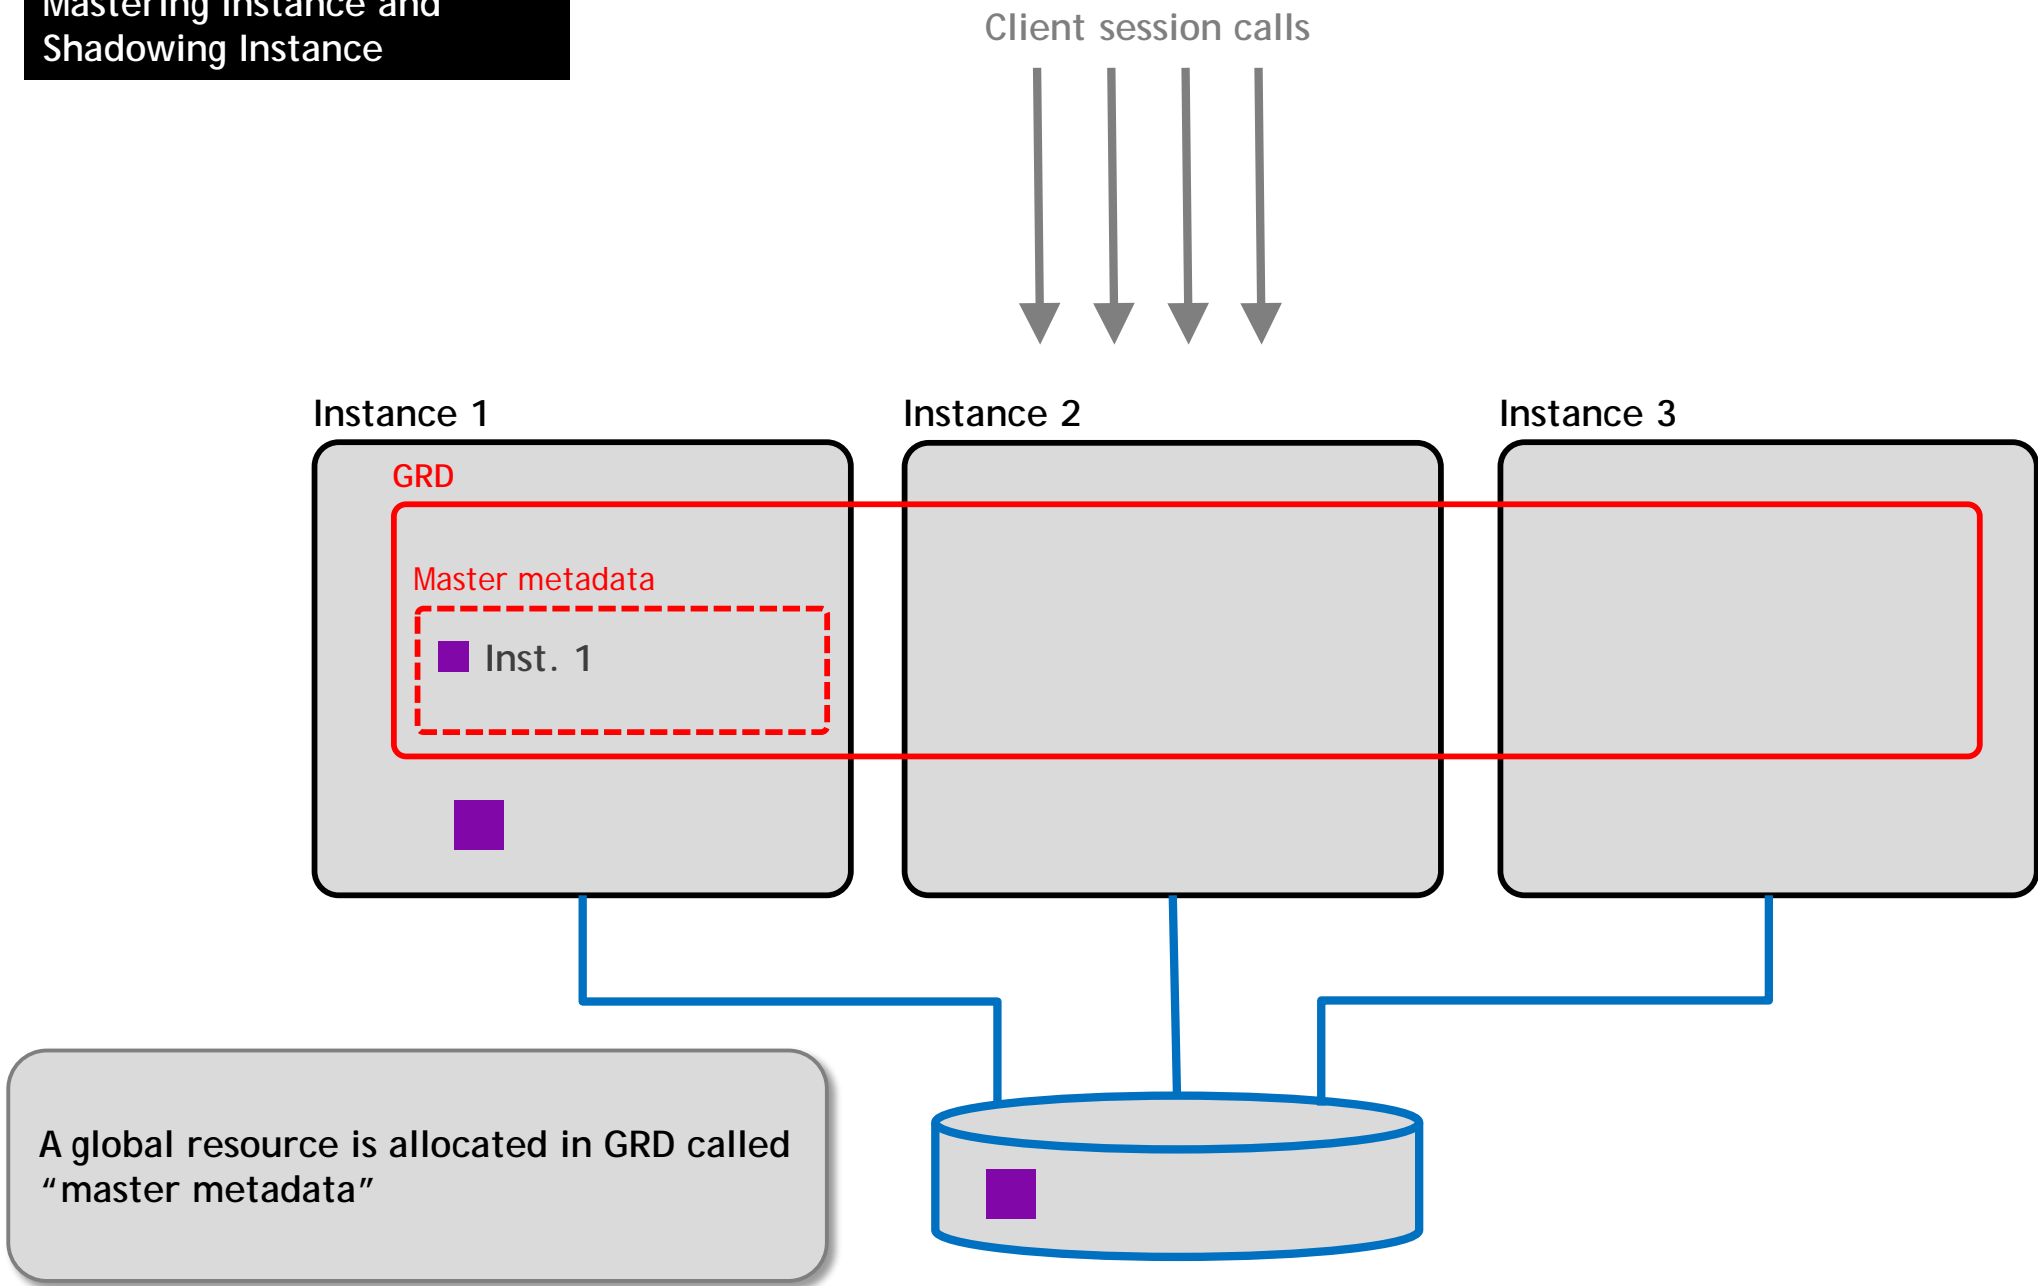 Mastering Instance and
Shadowing Instance
Client session calls
Instance 1
Instance 2
Instance 3
GRD
Master metadata
Inst. 1
A global resource is allocated in GRD called
“master metadata”